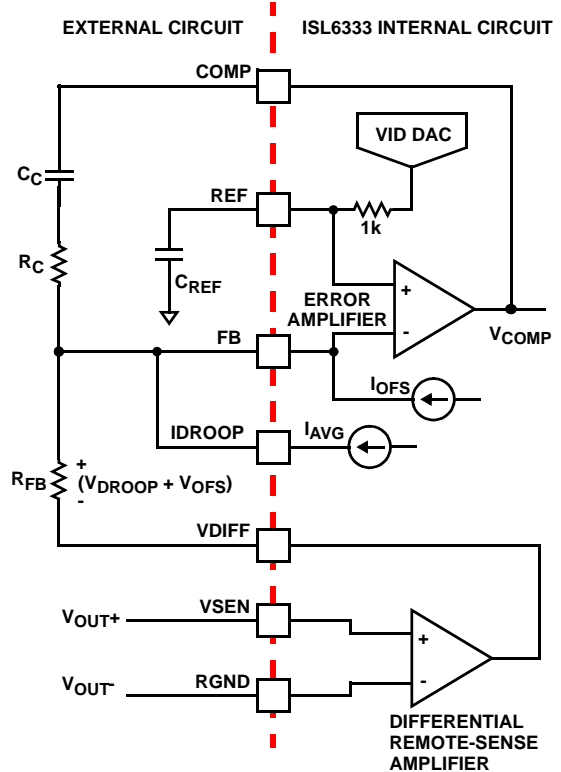 EXTERNAL CIRCUIT
ISL6333 INTERNAL CIRCUIT
COMP
VID DAC
CC
REF
1k
RC
CREF
ERROR
AMPLIFIER
+
-
VCOMP
FB
IOFS
IDROOP
IAVG
RFB
+
(VDROOP + VOFS)
-
VDIFF
VOUT+
VSEN
+
VOUT-
RGND
-
DIFFERENTIAL
REMOTE-SENSE
AMPLIFIER